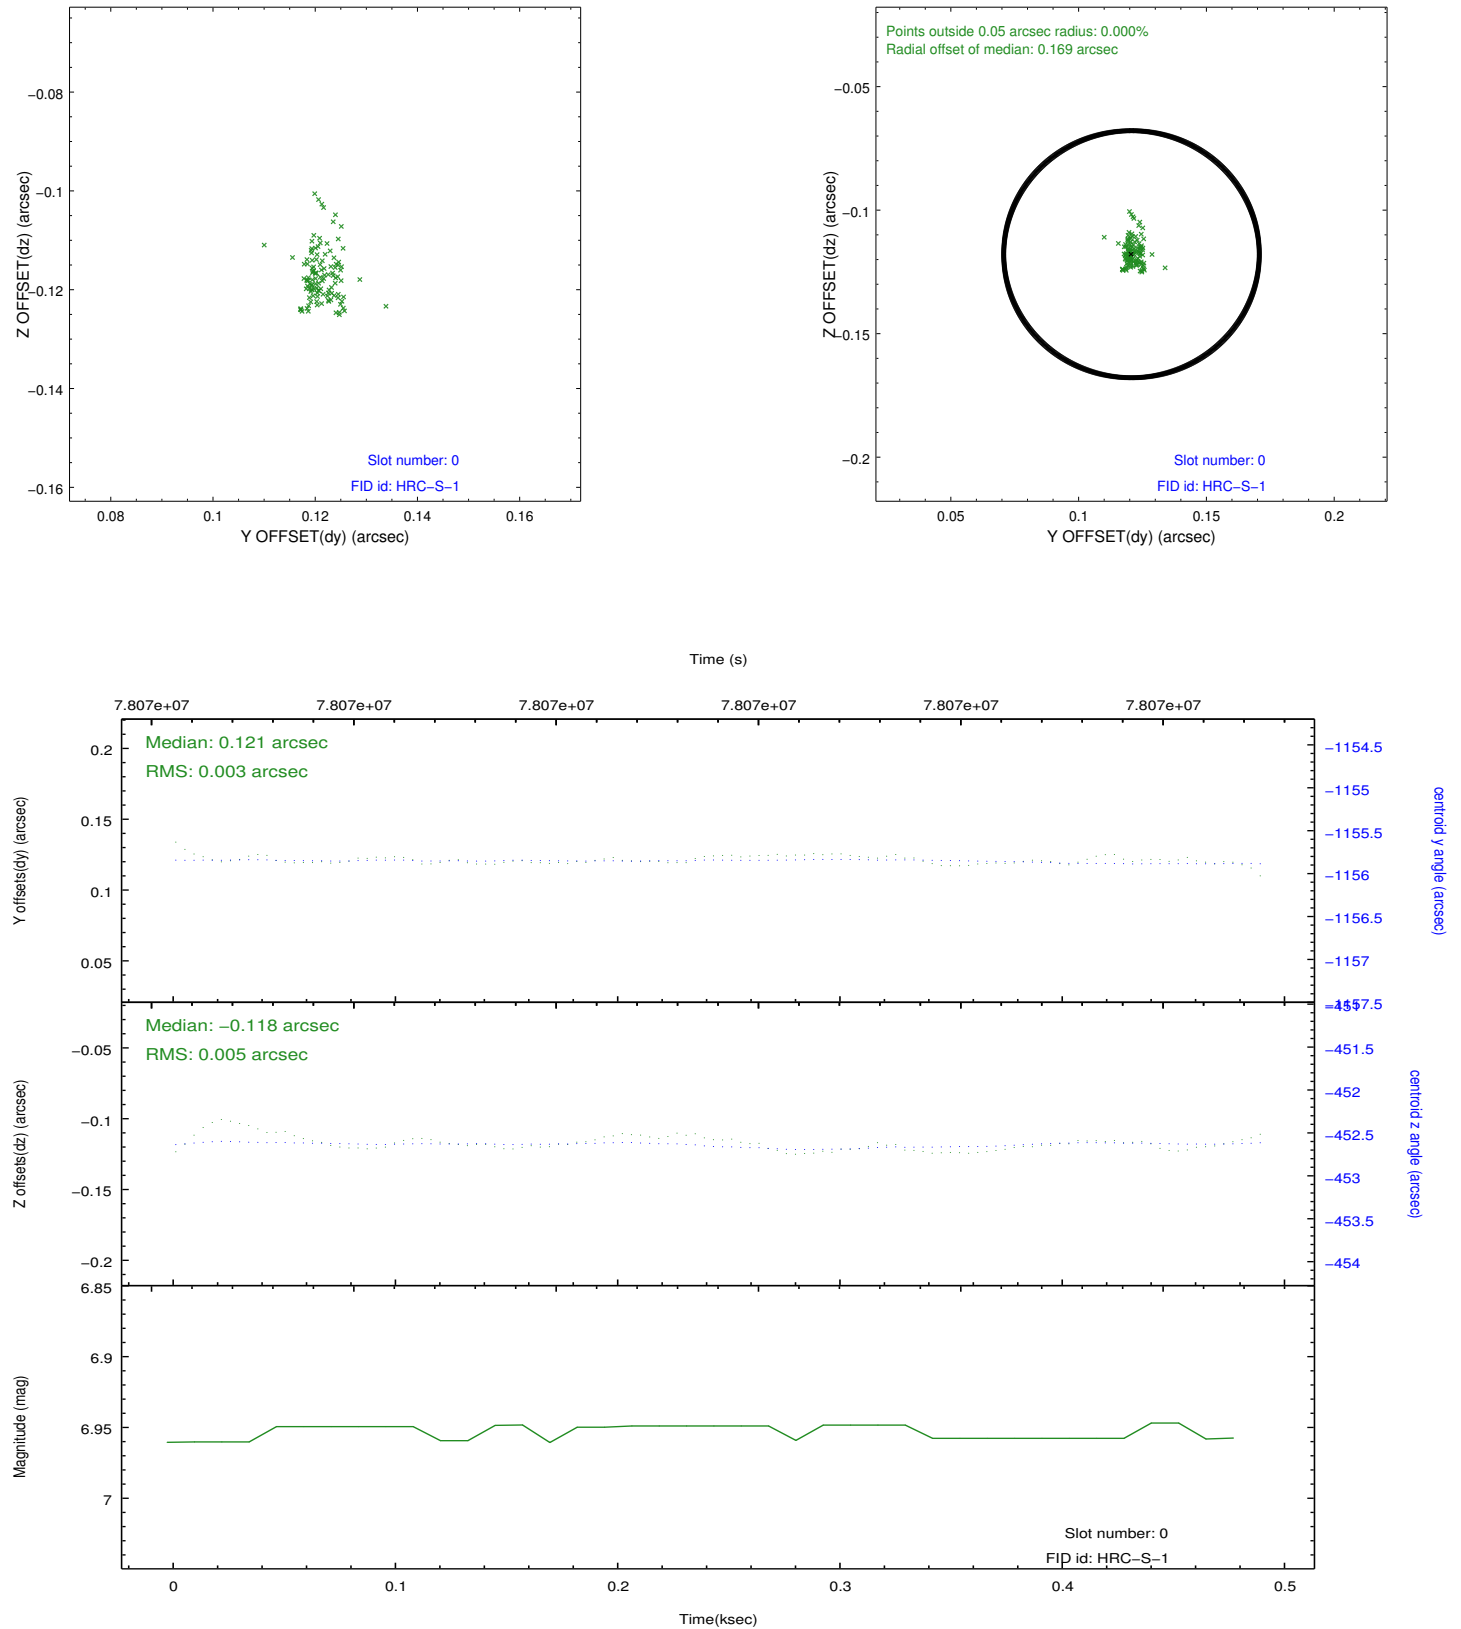 −0.08
−0.1
−0.12
−0.14
−0.16
Z OFFSET(dz) (arcsec)
Slot number: 0
FID id: HRC−S−1
0.08 0.1 0.12 0.14 0.16
Y OFFSET(dy) (arcsec)
Points outside 0.05 arcsec radius: 0.000%
Radial offset of median: 0.169 arcsec
−0.05
−0.1
−0.15
−0.2
Z OFFSET(dz) (arcsec)
Slot number: 0
FID id: HRC−S−1
0.05 0.1 0.15 0.2
Y OFFSET(dy) (arcsec)
Time (s)
7.807e+07 7.807e+07 7.807e+07 7.807e+07 7.807e+07 7.807e+07
Median: 0.121 arcsec
RMS: 0.003 arcsec
0.2
0.15
0.1
0.05
Y offsets(dy) (arcsec)
−1154.5
−1155
−1155.5
−1156
−1156.5
−1157
−1157.5
centroid y angle (arcsec)
Median: −0.118 arcsec
RMS: 0.005 arcsec
−0.05
−0.1
−0.15
−0.2
Z offsets(dz) (arcsec)
−451
−451.5
−452
−452.5
−453
−453.5
−454
centroid z angle (arcsec)
6.85
6.9
6.95
7
Magnitude (mag)
Slot number: 0
FID id: HRC−S−1
0 0.1 0.2 0.3 0.4 0.5
Time(ksec)